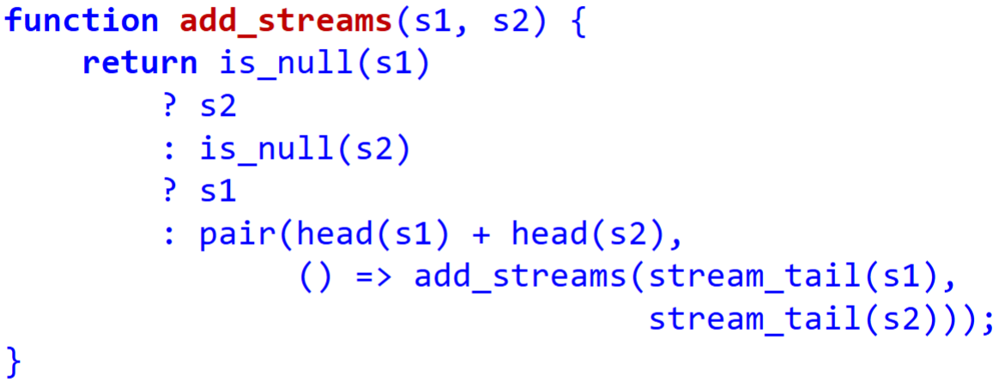 function add_streams(s1, s2) {
    return is_null(s1)
        ? s2
        : is_null(s2)
        ? s1
        : pair(head(s1) + head(s2),
               () => add_streams(stream_tail(s1),
                                 stream_tail(s2)));
}